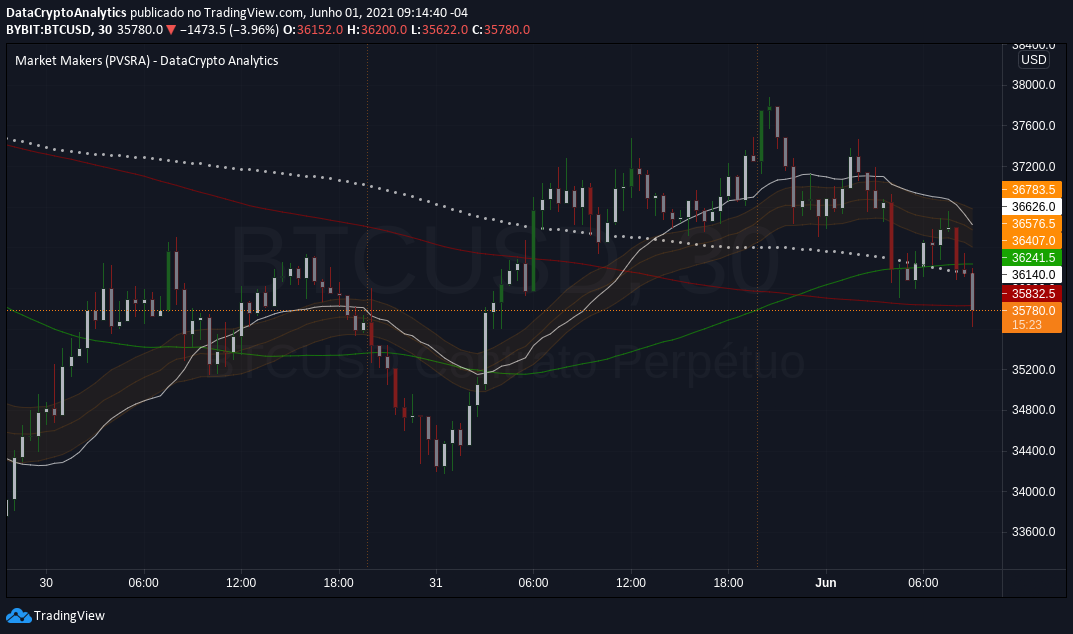 DataCryptoAnalytics publicado no TradingView.com, Junho 01, 2021 09:14:40 -04
BYBIT:BTCUSD, 30 35780.0 ▼ −1473.5 (−3.96%) O:36152.0 H:36200.0 L:35622.0 C:35780.0
Market Makers (PVSRA) - DataCrypto Analytics
38400.0
USD
38000.0
37600.0
37200.0
36783.5
36626.0
36576.5
36407.0
36241.5
36140.0
35832.5
35780.0
15:23
35200.0
34800.0
34400.0
34000.0
33600.0
BTCUSD, 30
BTCUSD Contrato Perpétuo
30 06:00 12:00 18:00 31 06:00 12:00 18:00 Jun 06:00
TradingView